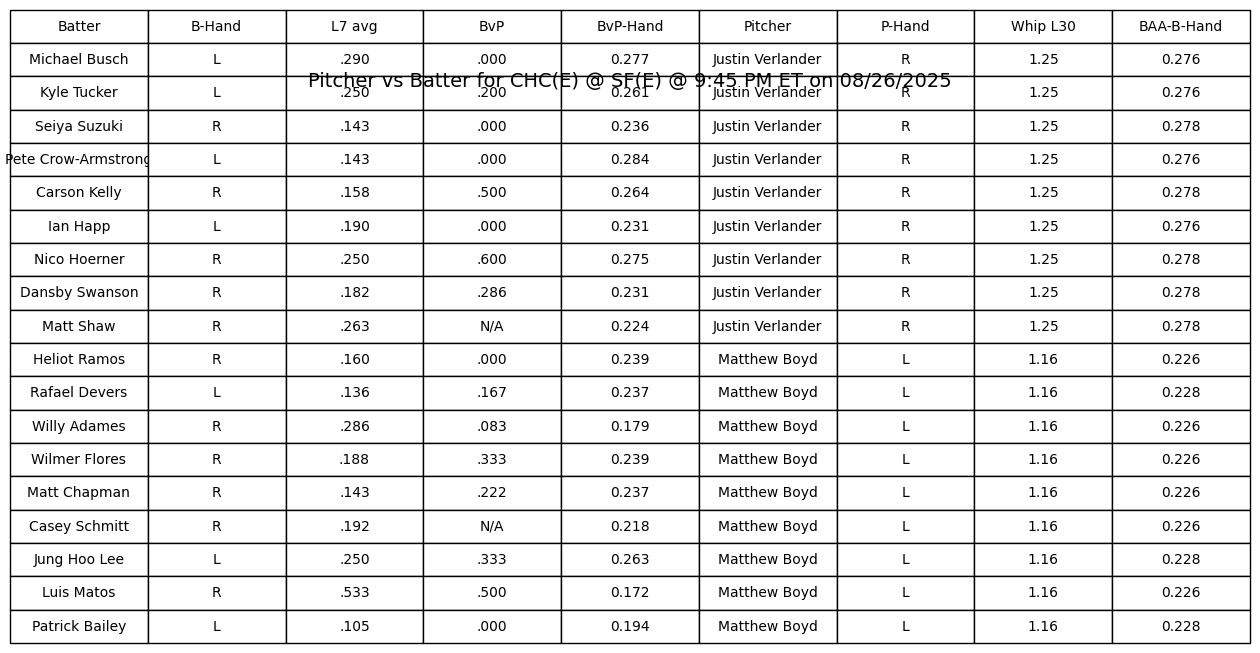 Batter B-Hand L7 avg BvP BvP-Hand Pitcher P-Hand Whip L30 BAA-B-Hand
Michael Busch L .290 .000 0.277 Justin Verlander R 1.25 0.276
Pitcher vs Batter for CHC(E) @ SF(E) @ 9:45 PM ET on 08/26/2025
Kyle Tucker L .250 .200 0.261 Justin Verlander R 1.25 0.276
Seiya Suzuki R .143 .000 0.236 Justin Verlander R 1.25 0.278
Pete Crow-Armstrong L .143 .000 0.284 Justin Verlander R 1.25 0.276
Carson Kelly R .158 .500 0.264 Justin Verlander R 1.25 0.278
Ian Happ L .190 .000 0.231 Justin Verlander R 1.25 0.276
Nico Hoerner R .250 .600 0.275 Justin Verlander R 1.25 0.278
Dansby Swanson R .182 .286 0.231 Justin Verlander R 1.25 0.278
Matt Shaw R .263 N/A 0.224 Justin Verlander R 1.25 0.278
Heliot Ramos R .160 .000 0.239 Matthew Boyd L 1.16 0.226
Rafael Devers L .136 .167 0.237 Matthew Boyd L 1.16 0.228
Willy Adames R .286 .083 0.179 Matthew Boyd L 1.16 0.226
Wilmer Flores R .188 .333 0.239 Matthew Boyd L 1.16 0.226
Matt Chapman R .143 .222 0.237 Matthew Boyd L 1.16 0.226
Casey Schmitt R .192 N/A 0.218 Matthew Boyd L 1.16 0.226
Jung Hoo Lee L .250 .333 0.263 Matthew Boyd L 1.16 0.228
Luis Matos R .533 .500 0.172 Matthew Boyd L 1.16 0.226
Patrick Bailey L .105 .000 0.194 Matthew Boyd L 1.16 0.228